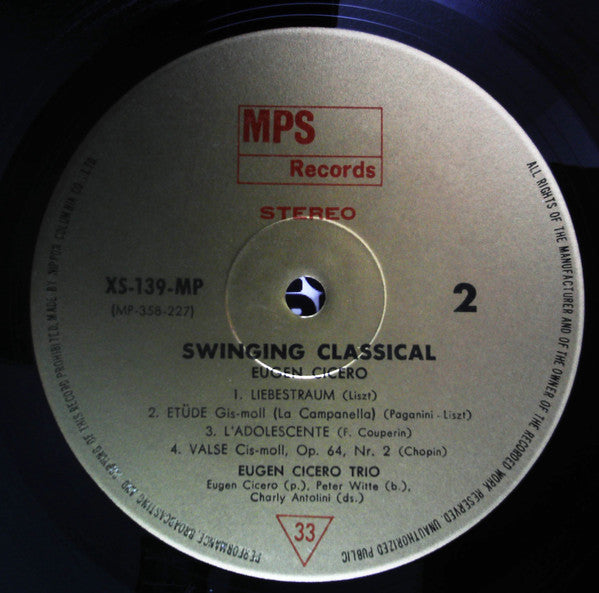 MPS
Records
STEREO
XS-139-MP
(MP-358-227)
2
SWINGING CLASSICAL
EUGEN CICERO
1. LIEBESTRAUM (Liszt)
2. ETÜDE Gis-moll (La Campanella) (Paganini-Liszt)
3. L'ADOLESCENTE (F. Couperin)
4. VALSE Cis-moll, Op. 64, Nr. 2 (Chopin)
EUGEN CICERO TRIO
Eugen Cicero (p.), Peter Witte (b.),
Charly Antolini (ds.)
33
ALL RIGHTS OF THE MANUFACTURER AND OF THE OWNER OF THE RECORDED WORK RESERVED. UNAUTHORIZED PUBLIC
PERFORMANCE, BROADCASTING AND COPYING OF THIS RECORD PROHIBITED. MADE BY NIPPON COLUMBIA CO., LTD.